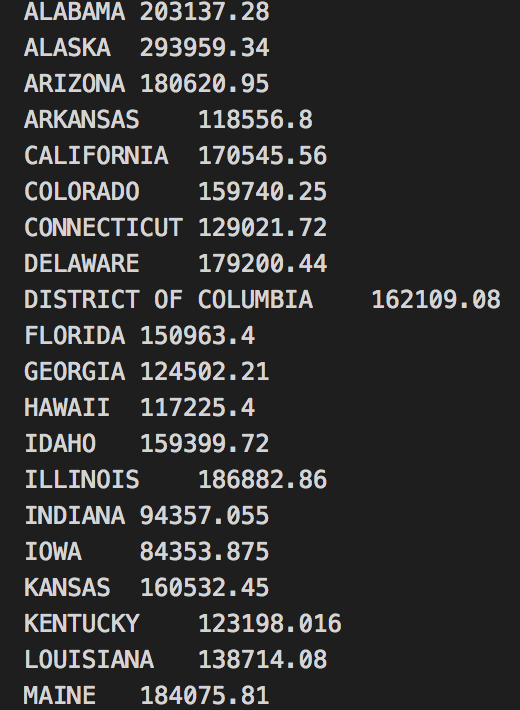 ALABAMA 203137.28
ALASKA 293959.34
ARIZONA 180620.95
ARKANSAS 118556.8
CALIFORNIA 170545.56
COLORADO 159740.25
CONNECTICUT 129021.72
DELAWARE 179200.44
DISTRICT OF COLUMBIA 162109.08
FLORIDA 150963.4
GEORGIA 124502.21
HAWAII 117225.4
IDAHO 159399.72
ILLINOIS 186882.86
INDIANA 94357.055
IOWA 84353.875
KANSAS 160532.45
KENTUCKY 123198.016
LOUISIANA 138714.08
MAINE 184075.81